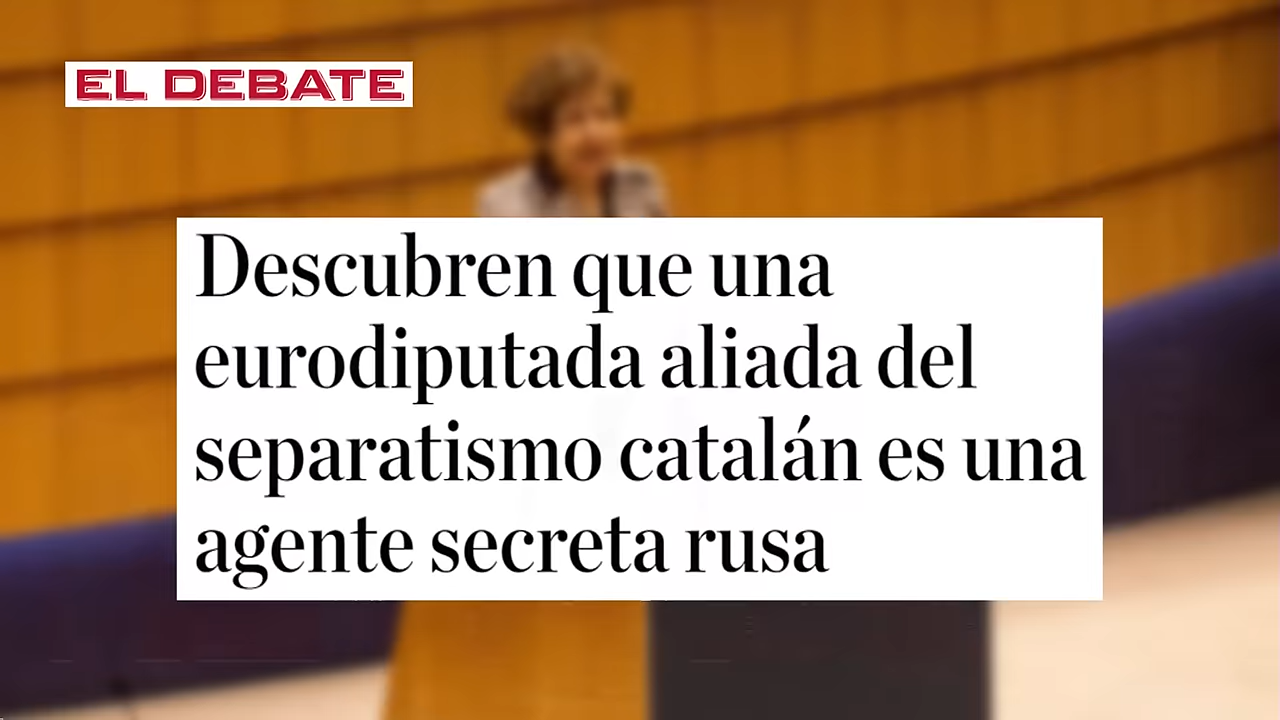 EL DEBATE
Descubren que una
eurodiputada aliada del
separatismo catalán es una
agente secreta rusa